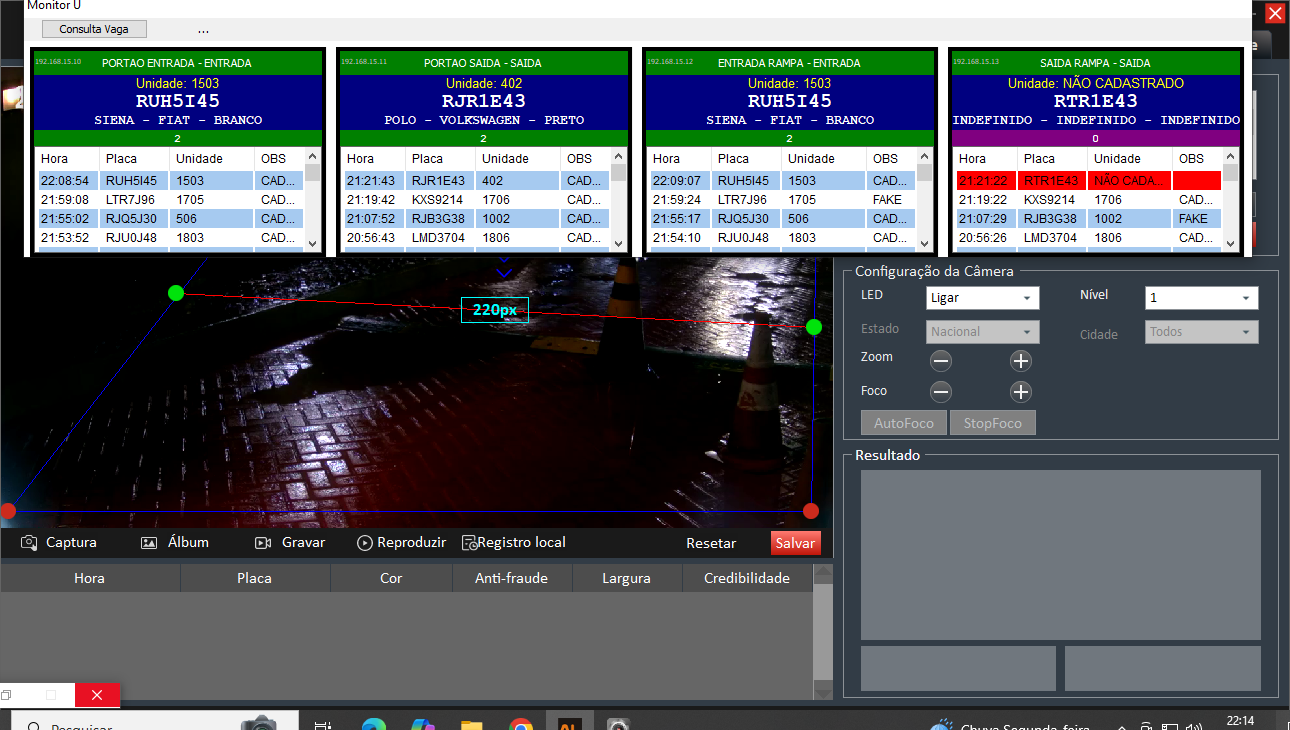 Monitor U
Consulta Vaga ...
192.168.15.10 PORTAO ENTRADA - ENTRADA
Unidade: 1503
RUH5I45
SIENA - FIAT - BRANCO
2
Hora Placa Unidade OBS
22:08:54 RUH5I45 1503 CAD...
21:59:08 LTR7J96 1705 CAD...
21:55:02 RJQ5J30 506 CAD...
21:53:52 RJU0J48 1803 CAD...
192.168.15.11 PORTAO SAIDA - SAIDA
Unidade: 402
RJR1E43
POLO - VOLKSWAGEN - PRETO
2
Hora Placa Unidade OBS
21:21:43 RJR1E43 402 CAD...
21:19:42 KXS9214 1706 CAD...
21:07:52 RJB3G38 1002 CAD...
20:56:43 LMD3704 1806 CAD...
192.168.15.12 ENTRADA RAMPA - ENTRADA
Unidade: 1503
RUH5I45
SIENA - FIAT - BRANCO
2
Hora Placa Unidade OBS
22:09:07 RUH5I45 1503 CAD...
21:59:24 LTR7J96 1705 FAKE
21:55:17 RJQ5J30 506 CAD...
21:54:10 RJU0J48 1803 CAD...
192.168.15.13 SAIDA RAMPA - SAIDA
Unidade: NÃO CADASTRADO
RTR1E43
INDEFINIDO - INDEFINIDO - INDEFINIDO
0
Hora Placa Unidade OBS
21:21:22 RTR1E43 NÃO CADA...
21:19:22 KXS9214 1706 CAD...
21:07:29 RJB3G38 1002 FAKE
20:56:26 LMD3704 1806 CAD...
220px
Configuração da Câmera
LED Ligar Nível 1
Estado Nacional Cidade Todos
Zoom
Foco
AutoFoco StopFoco
Resultado
Captura Álbum Gravar Reproduzir Registro local Resetar Salvar
Hora Placa Cor Anti-fraude Largura Credibilidade
Pesquisar
Chuva Segunda-feira
22:14